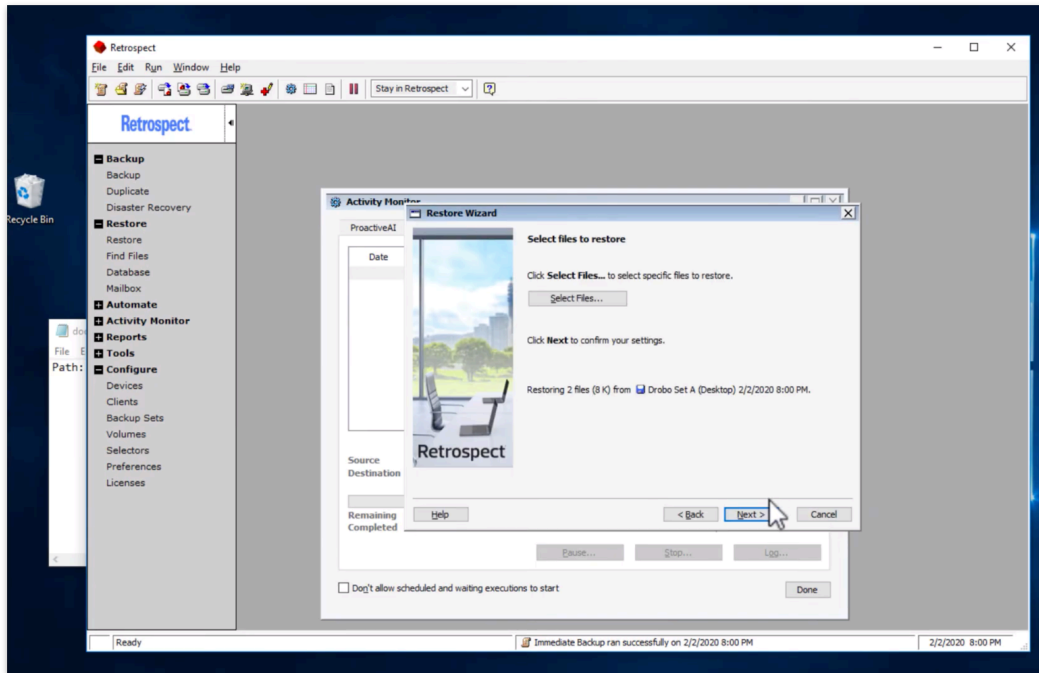 Retrospect
File Edit Run Window Help
Stay in Retrospect
Retrospect
Backup
Backup
Duplicate
Disaster Recovery
Restore
Restore
Find Files
Database
Mailbox
Automate
Activity Monitor
Reports
Tools
Configure
Devices
Clients
Backup Sets
Volumes
Selectors
Preferences
Licenses
Recycle Bin
File
Path:
Activity Monitor
ProactiveAI
Date
Source
Destination
Remaining
Completed
Restore Wizard
Select files to restore
Click Select Files... to select specific files to restore.
Select Files...
Click Next to confirm your settings.
Restoring 2 files (8 K) from Drobo Set A (Desktop) 2/2/2020 8:00 PM.
Retrospect
Help
< Back Next > Cancel
Pause... Stop... Log...
Don't allow scheduled and waiting executions to start
Done
Ready
Immediate Backup ran successfully on 2/2/2020 8:00 PM
2/2/2020 8:00 PM